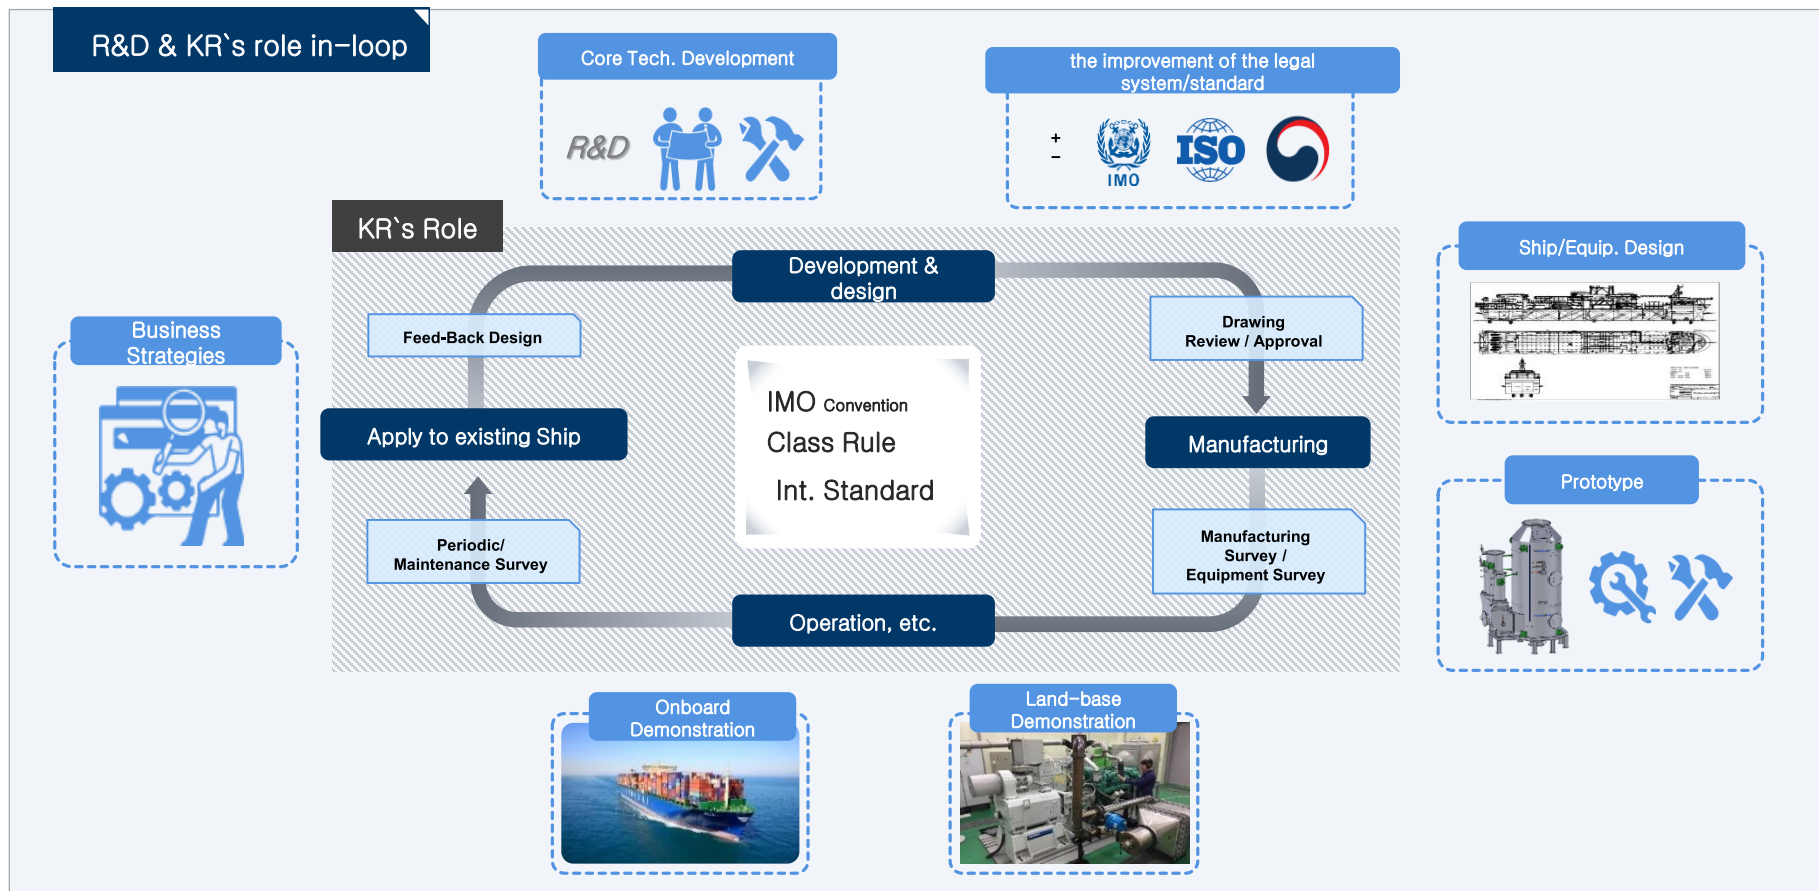 R&D & KR`s role in-loop
Core Tech. Development
R&D
the improvement of the legal
system/standard
+
-
IMO
ISO
KR`s Role
Development &
design
Feed-Back Design
Drawing
Review / Approval
Ship/Equip. Design
Business
Strategies
IMO Convention
Class Rule
Int. Standard
Apply to existing Ship
Manufacturing
Prototype
Periodic/
Maintenance Survey
Manufacturing
Survey /
Equipment Survey
Operation, etc.
Onboard
Demonstration
Land-base
Demonstration